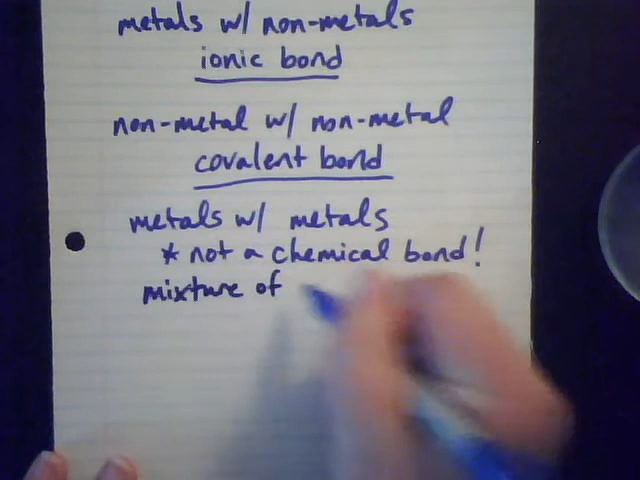 metals w/ non-metals
ionic bond
non-metal w/ non-metal
covalent bond
metals w/ metals
* not a chemical bond!
mixture of